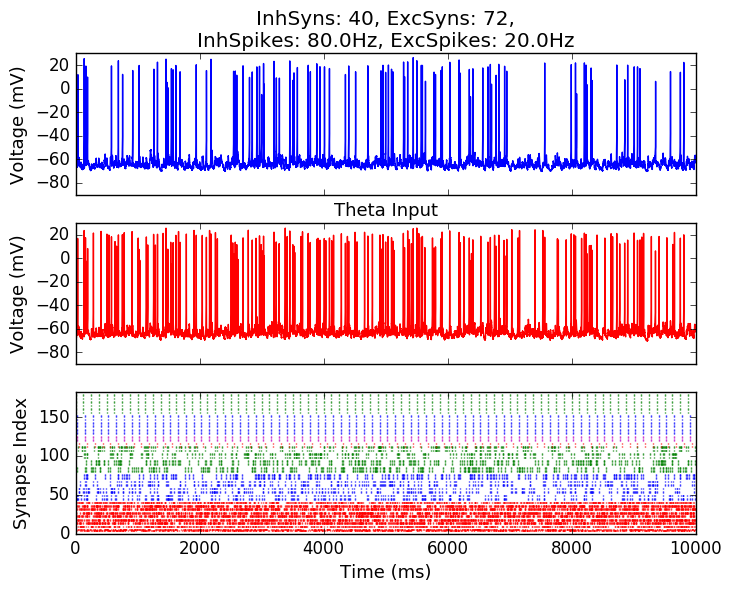 InhSyns: 40, ExcSyns: 72,
InhSpikes: 80.0Hz, ExcSpikes: 20.0Hz
20
0
−20
−40
−60
−80
Voltage (mV)
Theta Input
20
0
−20
−40
−60
−80
Voltage (mV)
150
100
50
0
Synapse Index
0 2000 4000 6000 8000 10000
Time (ms)